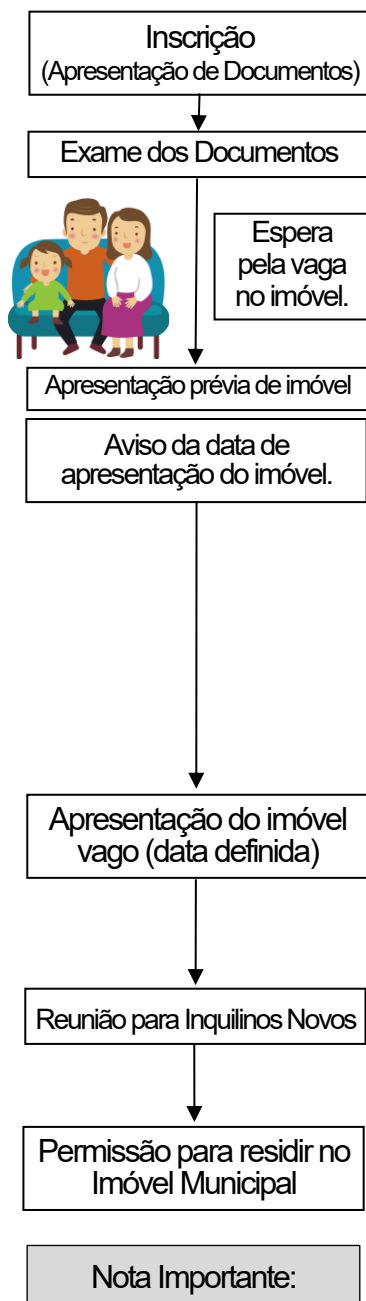 Inscrição
(Apresentação de Documentos)
Exame dos Documentos
Espera
pela vaga
no imóvel.
Apresentação prévia de imóvel
Aviso da data de
apresentação do imóvel.
Apresentação do imóvel
vago (data definida)
Reunião para Inquilinos Novos
Permissão para residir no
Imóvel Municipal
Nota Importante: